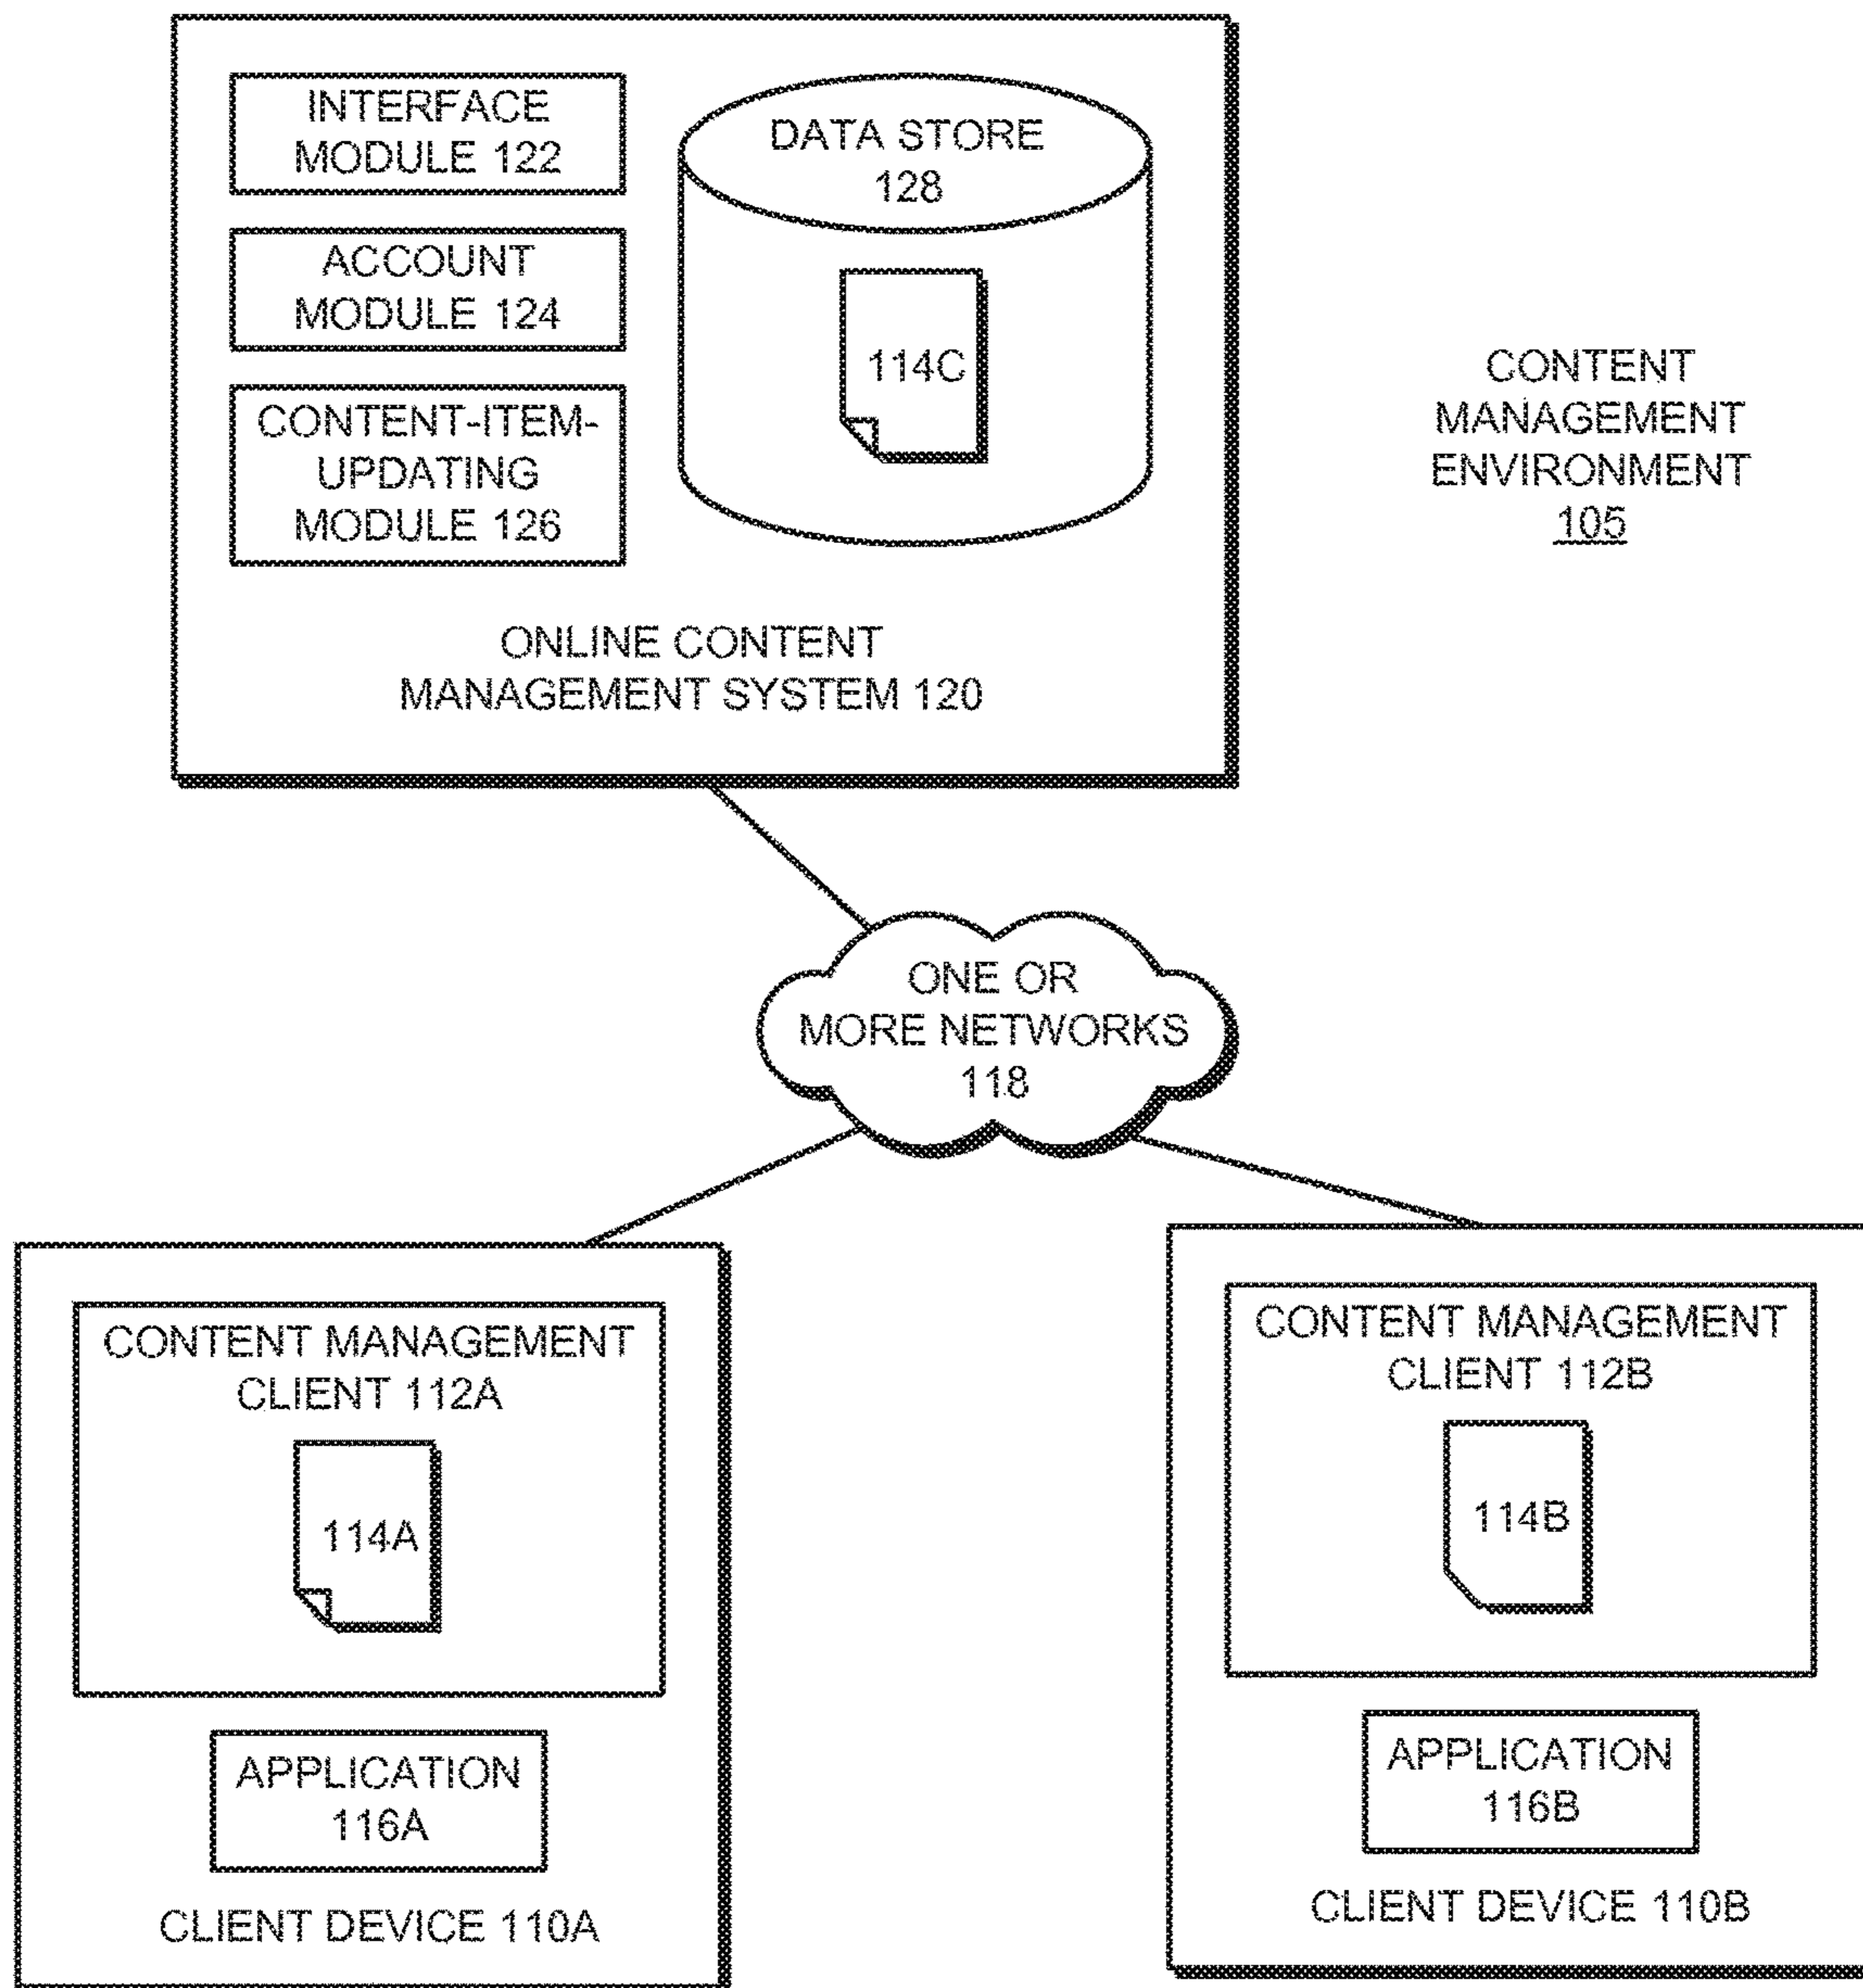 INTERFACE
MODULE 122
ACCOUNT
MODULE 124
CONTENT-ITEM-
UPDATING
MODULE 126
DATA STORE
128
114C
ONLINE CONTENT
MANAGEMENT SYSTEM 120
CONTENT
MANAGEMENT
ENVIRONMENT
105
ONE OR
MORE NETWORKS
118
CONTENT MANAGEMENT
CLIENT 112A
114A
APPLICATION
116A
CLIENT DEVICE 110A
CONTENT MANAGEMENT
CLIENT 112B
114B
APPLICATION
116B
CLIENT DEVICE 110B